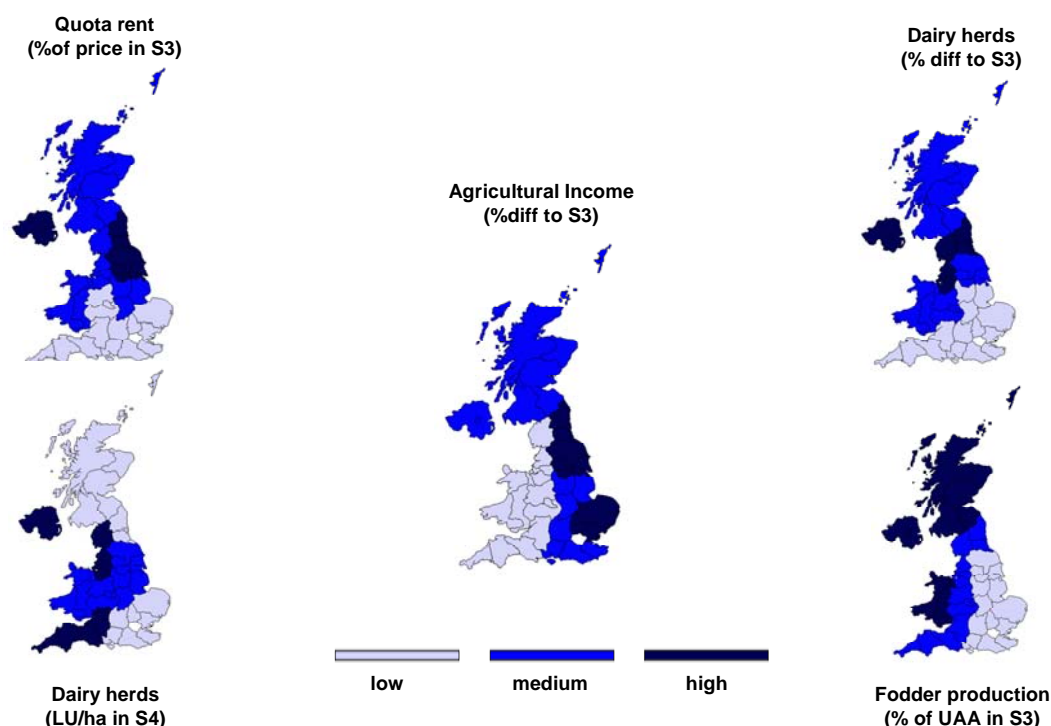 Quota rent
(%of price in S3)
Dairy herds
(% diff to S3)
Agricultural Income
(%diff to S3)
low
medium
high
Dairy herds
(LU/ha in S4)
Fodder production
(% of UAA in S3)